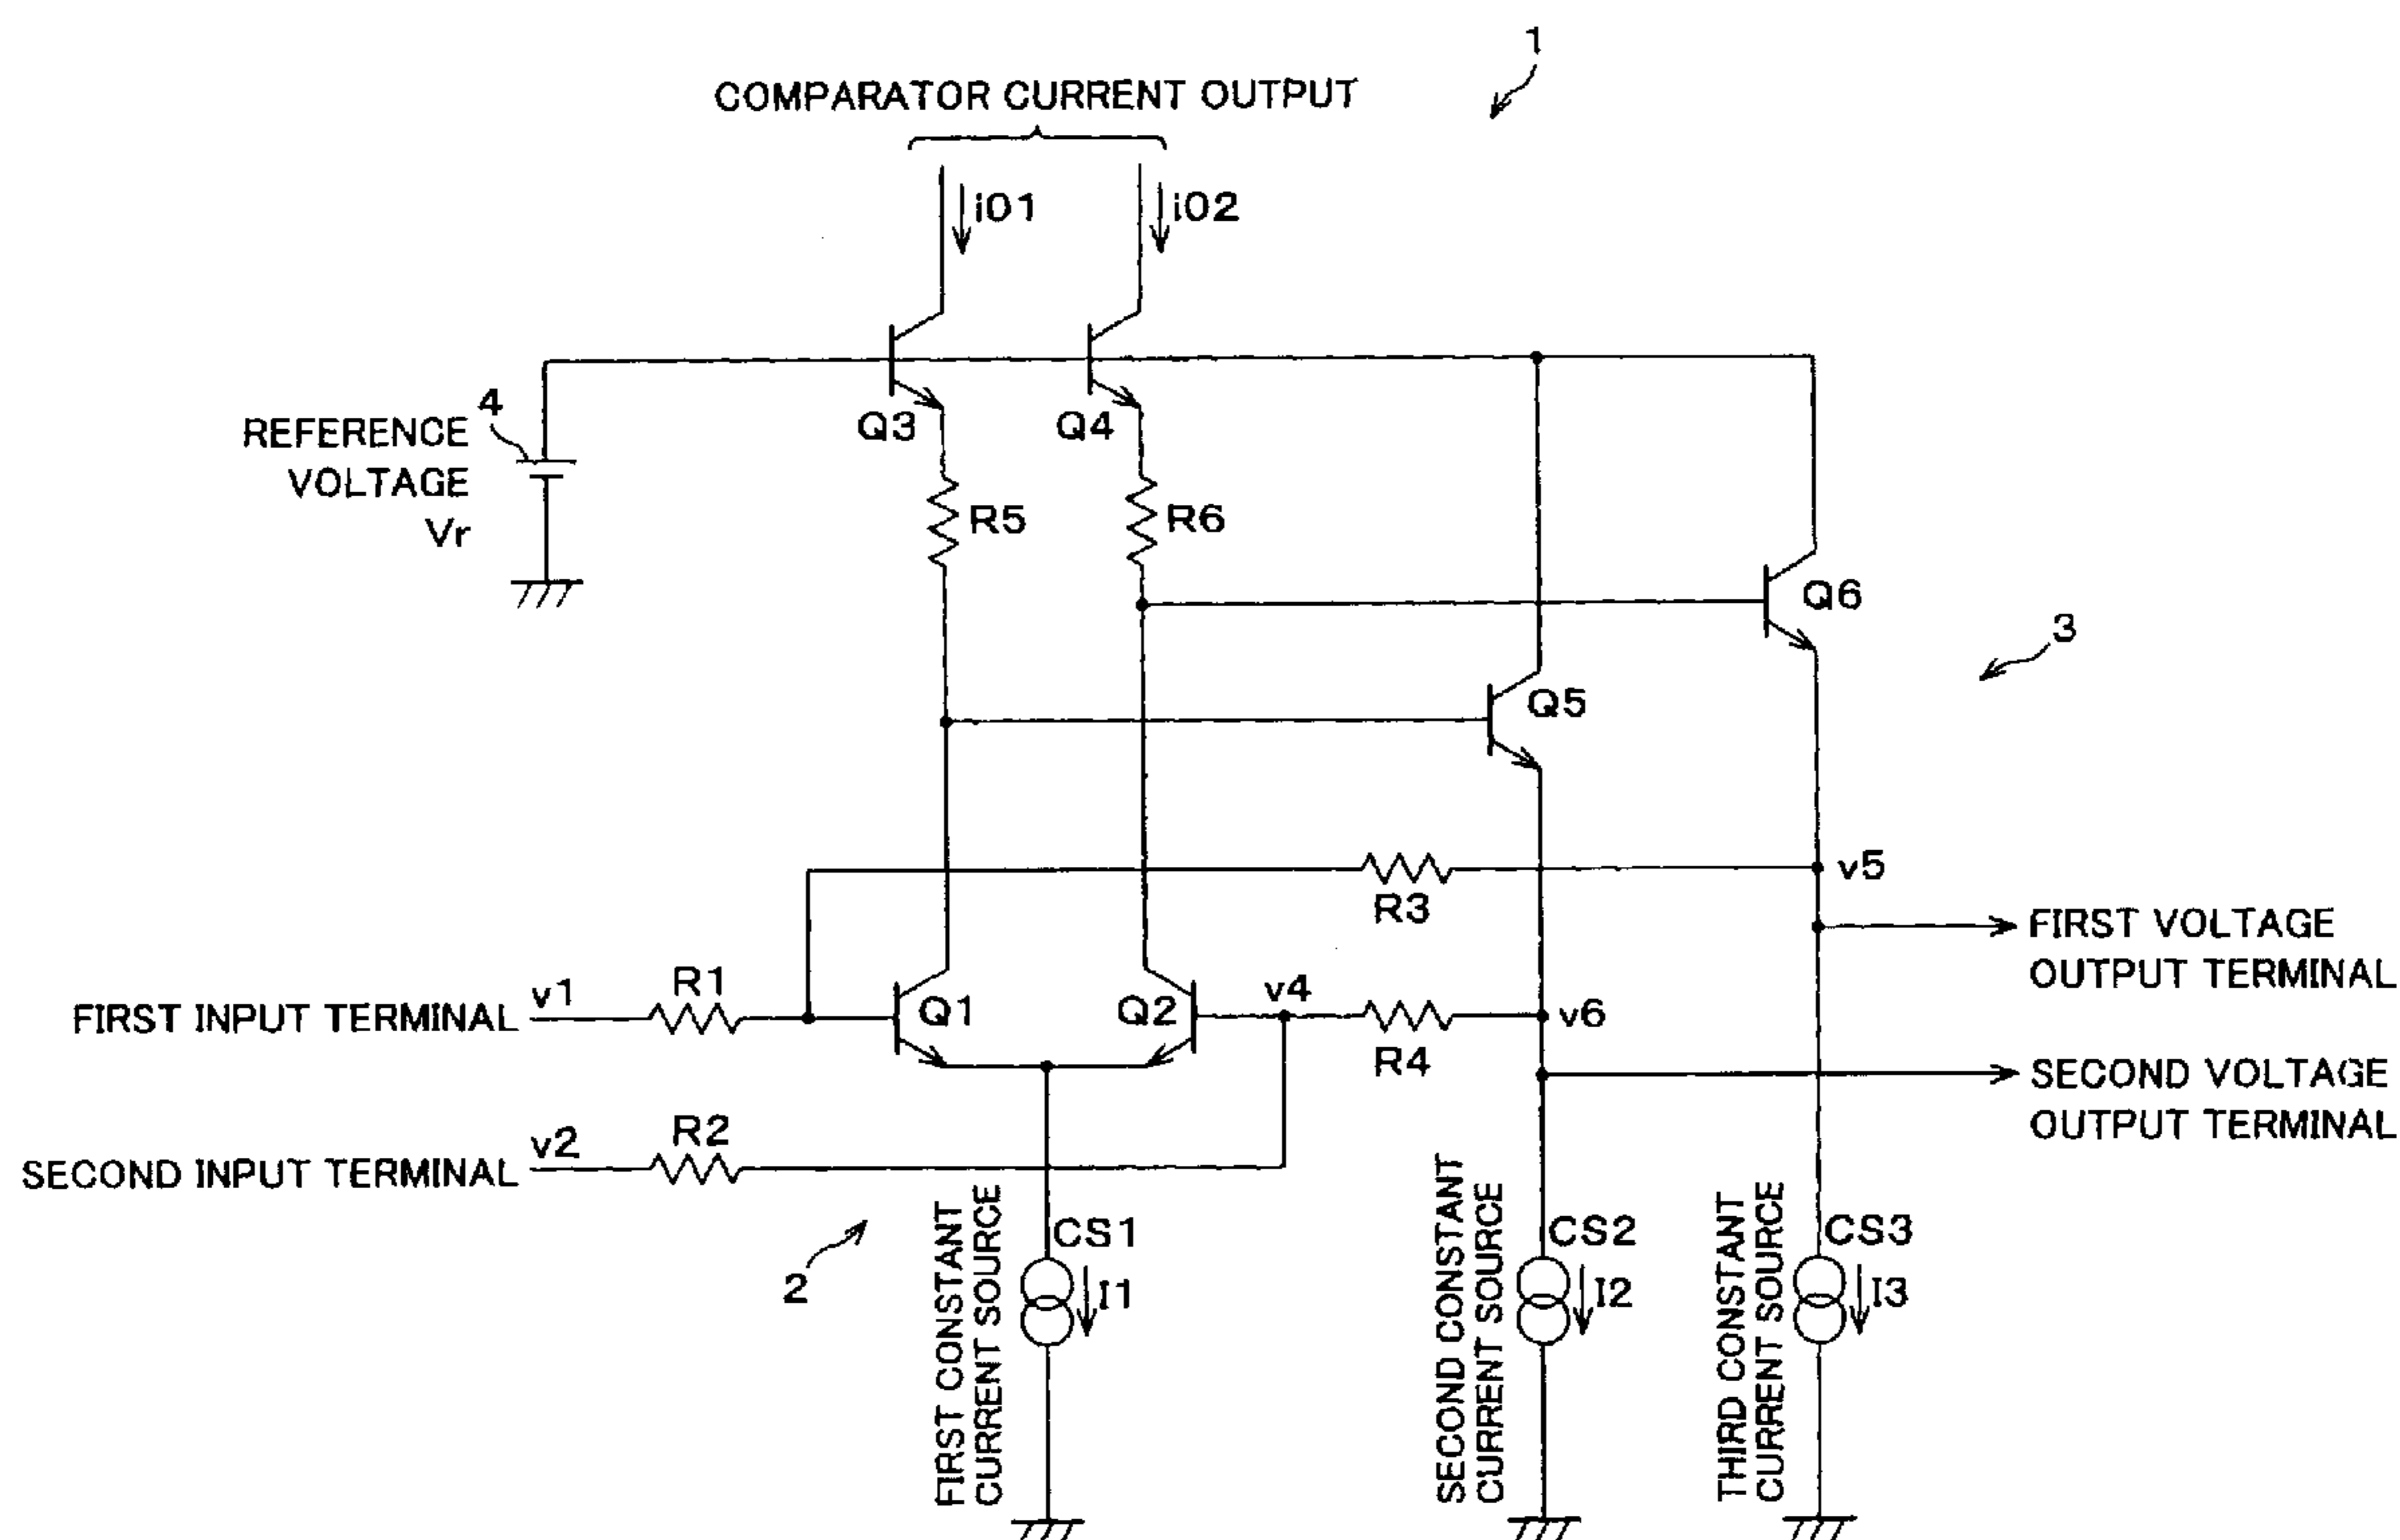 1
COMPARATOR CURRENT OUTPUT
i01
i02
4
REFERENCE
VOLTAGE
Vr
Q3
Q4
R5
R6
Q6
3
Q5
v5
R3
FIRST VOLTAGE
OUTPUT TERMINAL
FIRST INPUT TERMINAL
v1
R1
Q1
Q2
v4
R4
v6
SECOND VOLTAGE
OUTPUT TERMINAL
SECOND INPUT TERMINAL
v2
R2
2
FIRST CONSTANT
CURRENT SOURCE
CS1
I1
SECOND CONSTANT
CURRENT SOURCE
CS2
I2
THIRD CONSTANT
CURRENT SOURCE
CS3
I3